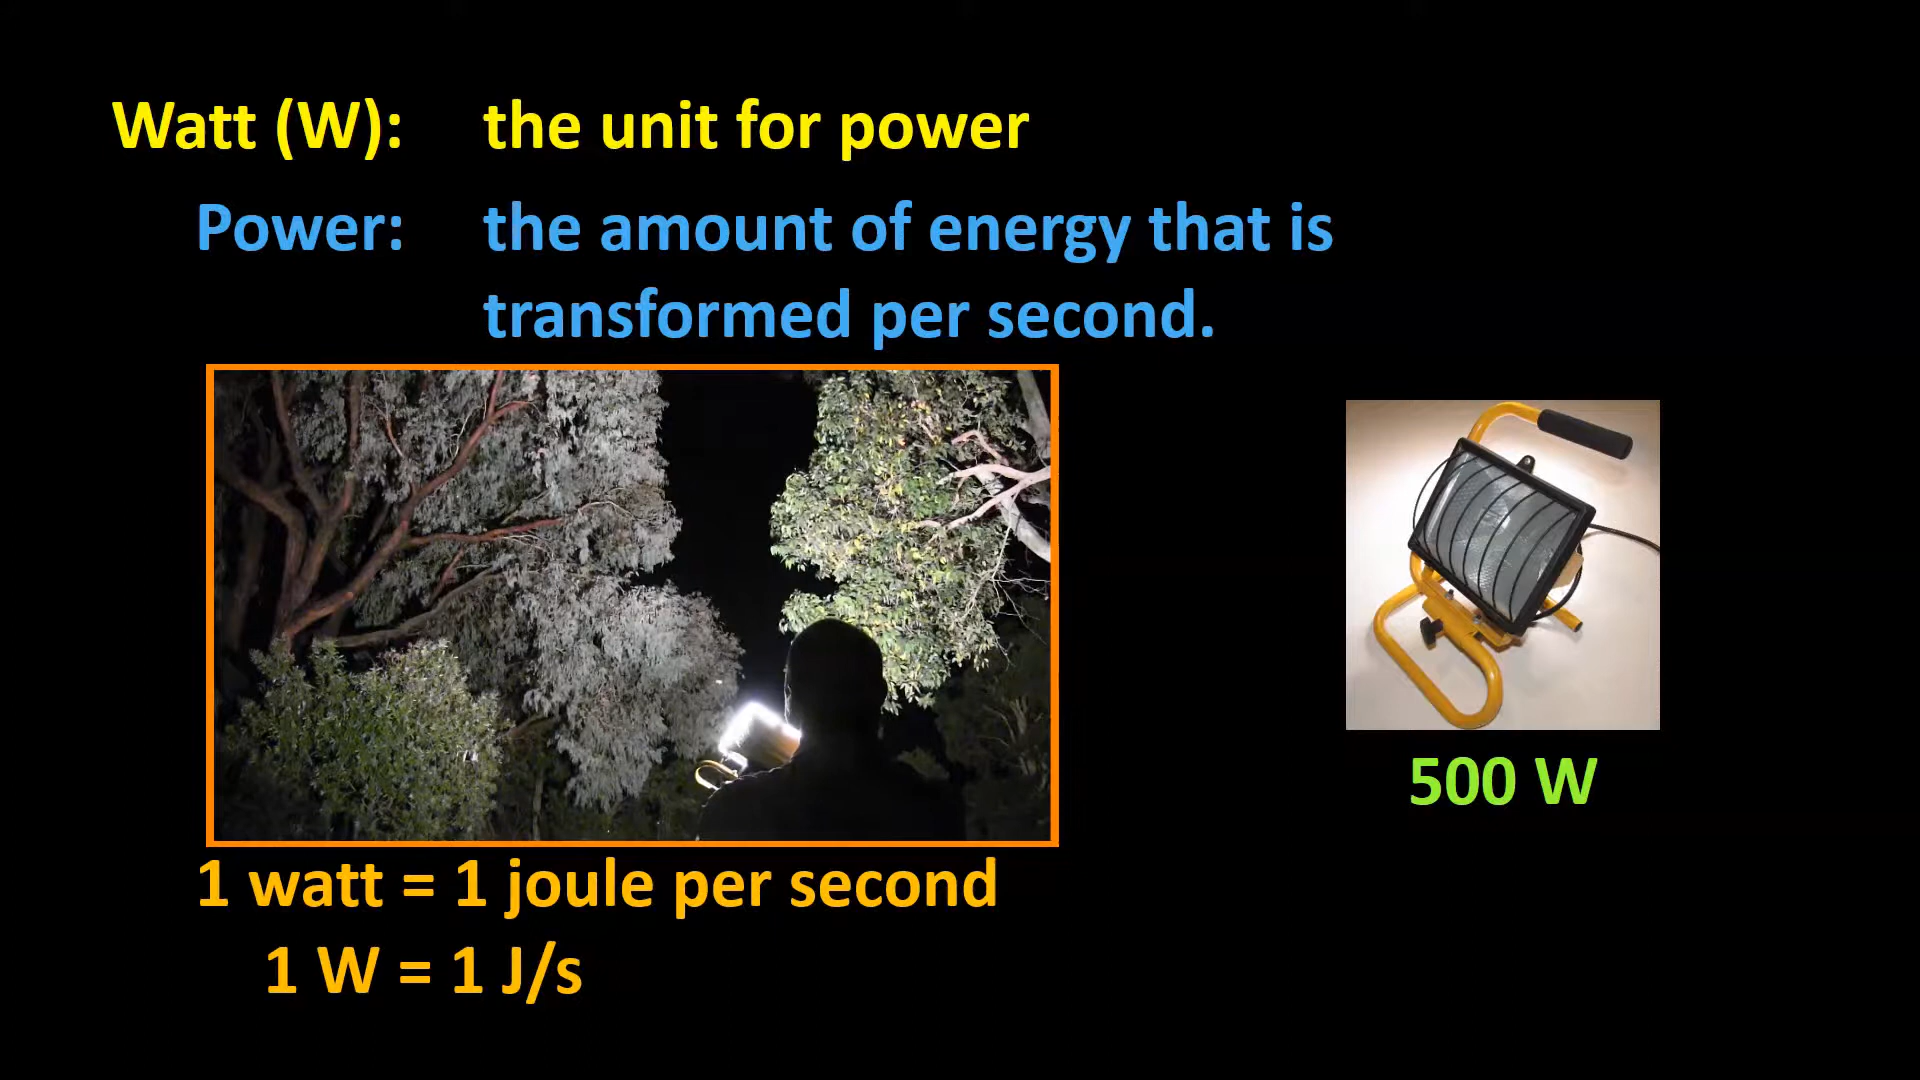 Watt (W): the unit for power
Power: the amount of energy that is
transformed per second.
500 W
1 watt = 1 joule per second
1 W = 1 J/s